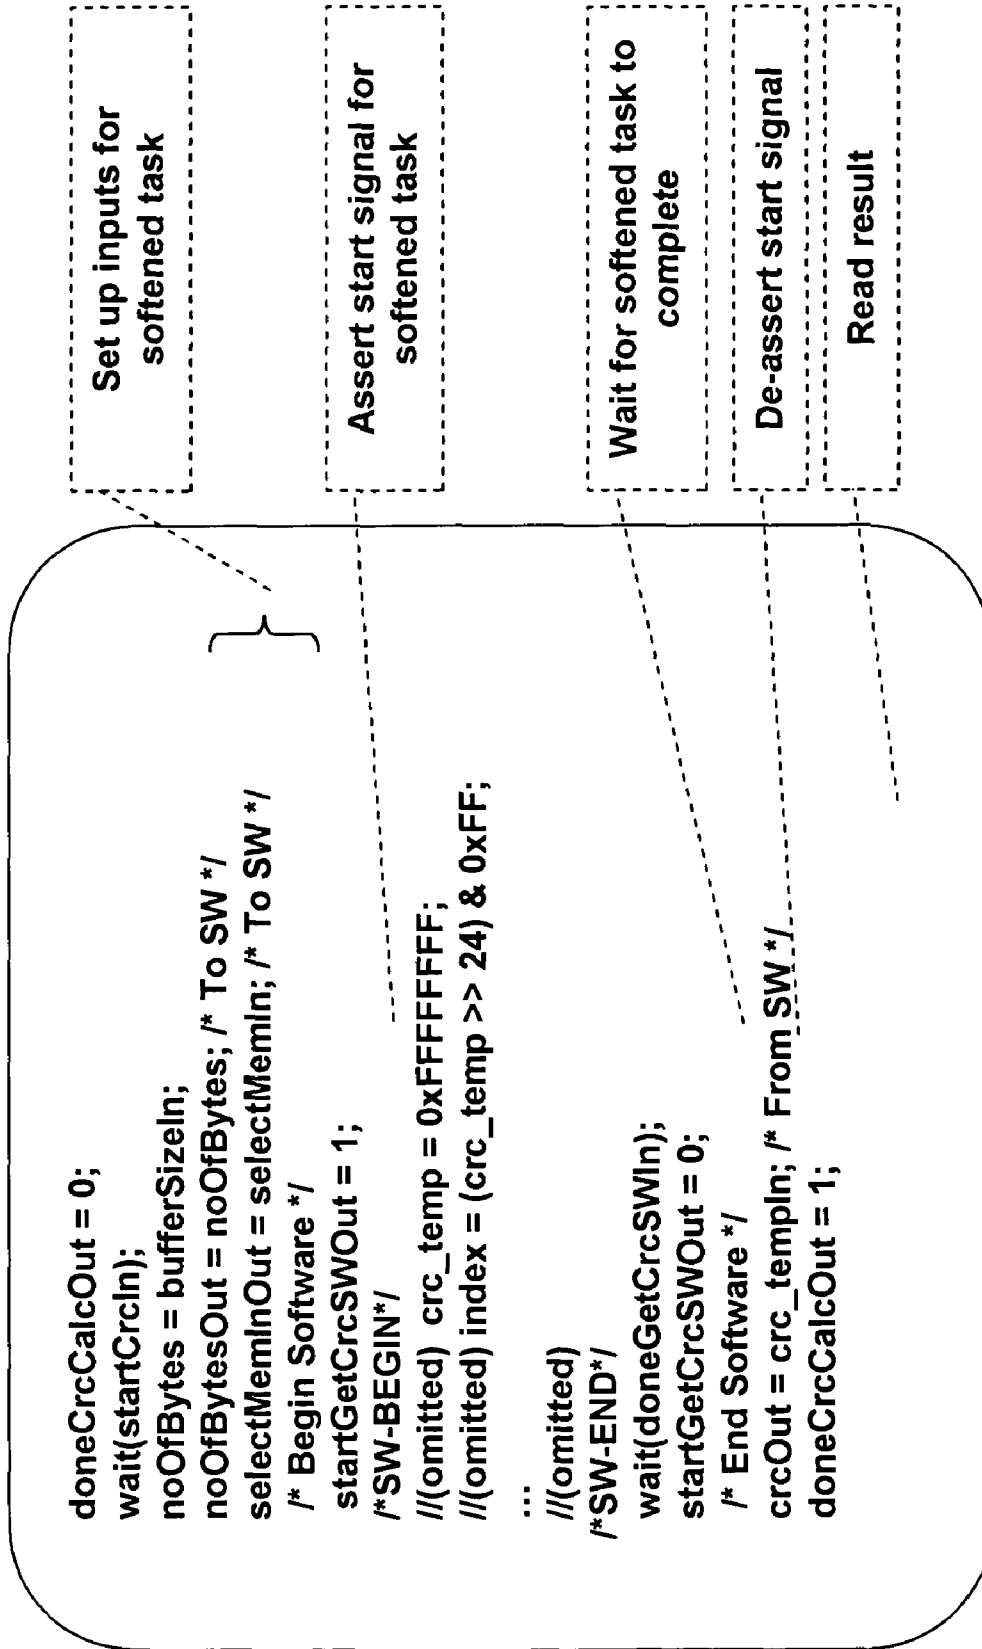 doneCrcCalcOut = 0;
wait(startCrcIn);
noOfBytes = bufferSizeIn;
noOfBytesOut = noOfBytes; /* To SW */
selectMemInOut = selectMemIn; /* To SW */
/* Begin Software */
startGetCrcSWOut = 1;
/*SW-BEGIN*/
//(omitted) crc_temp = 0xFFFFFFFF;
//(omitted) index = (crc_temp >> 24) & 0xFF;
...
//(omitted)
/*SW-END*/
wait(doneGetCrcSWIn);
startGetCrcSWOut = 0;
/* End Software */
crcOut = crc_tempIn; /* From SW */
doneCrcCalcOut = 1;
Set up inputs for
softened task
Assert start signal for
softened task
Wait for softened task to
complete
De-assert start signal
Read result